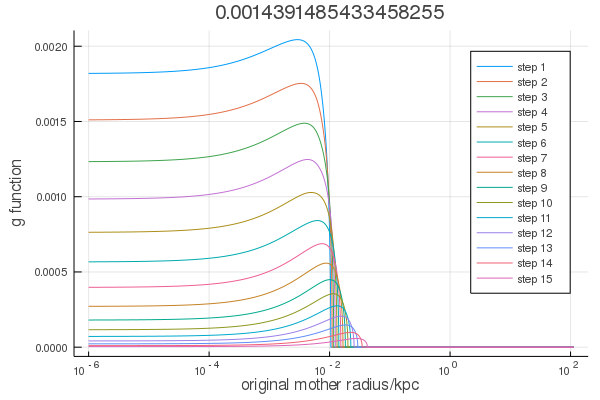 0.0014391485433458255
g function
0.0020
0.0015
0.0010
0.0005
0.0000
step 1
step 2
step 3
step 4
step 5
step 6
step 7
step 8
step 9
step 10
step 11
step 12
step 13
step 14
step 15
10^-6 10^-4 10^-2 10^0 10^2
original mother radius/kpc